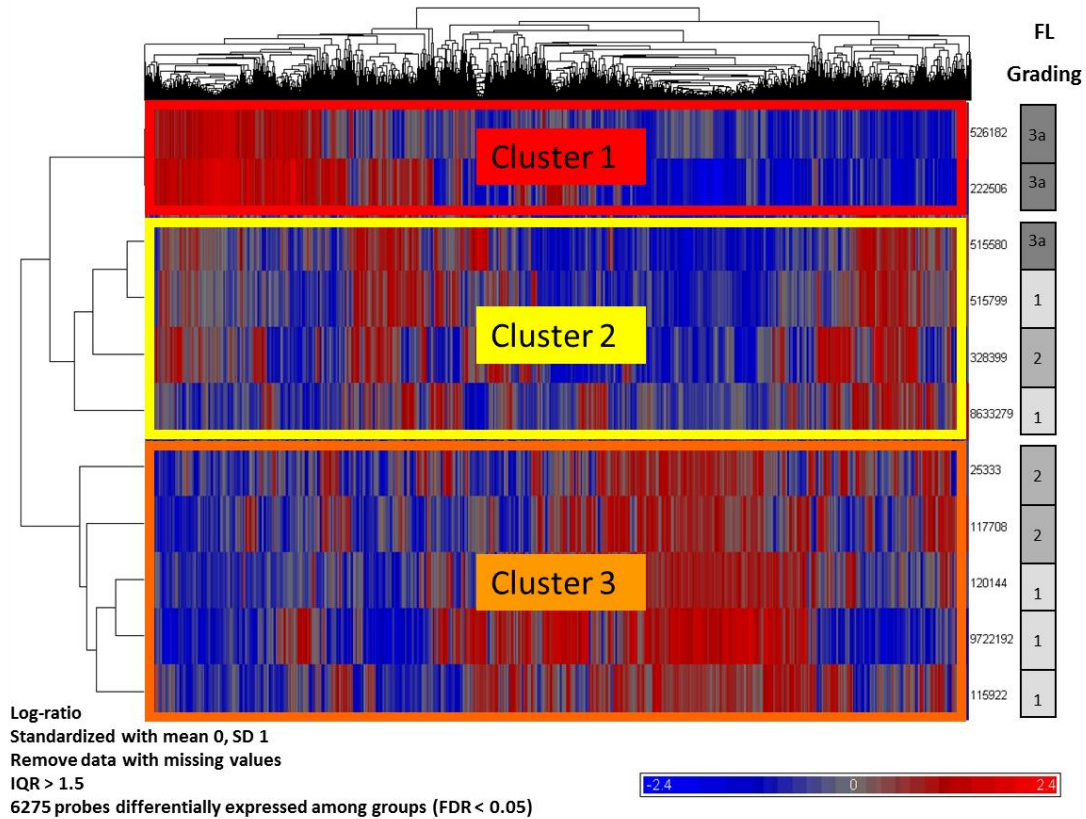 FL
Grading
Cluster 1
526182
3a
222506
3a
Cluster 2
515580
3a
515799
1
328399
2
8633279
1
Cluster 3
25333
2
117708
2
120144
1
9722192
1
115922
1
Log-ratio
Standardized with mean 0, SD 1
Remove data with missing values
IQR > 1.5
6275 probes differentially expressed among groups (FDR < 0.05)
-2.4 0 2.4